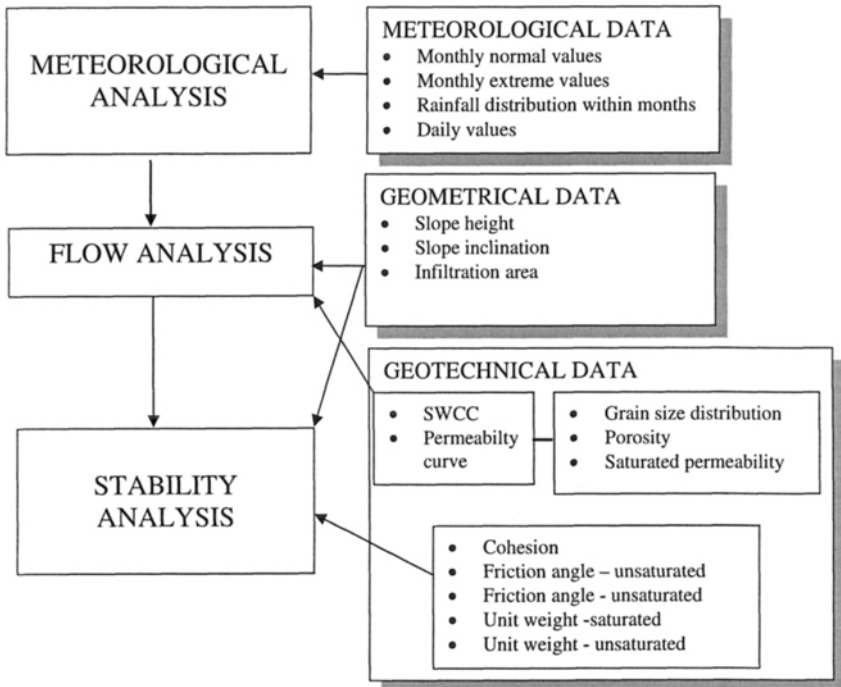 METEOROLOGICAL
ANALYSIS
METEOROLOGICAL DATA
• Monthly normal values
• Monthly extreme values
• Rainfall distribution within months
• Daily values
FLOW ANALYSIS
GEOMETRICAL DATA
• Slope height
• Slope inclination
• Infiltration area
STABILITY
ANALYSIS
GEOTECHNICAL DATA
• SWCC
• Permeabilty
curve
• Grain size distribution
• Porosity
• Saturated permeability
• Cohesion
• Friction angle – unsaturated
• Friction angle - unsaturated
• Unit weight -saturated
• Unit weight - unsaturated